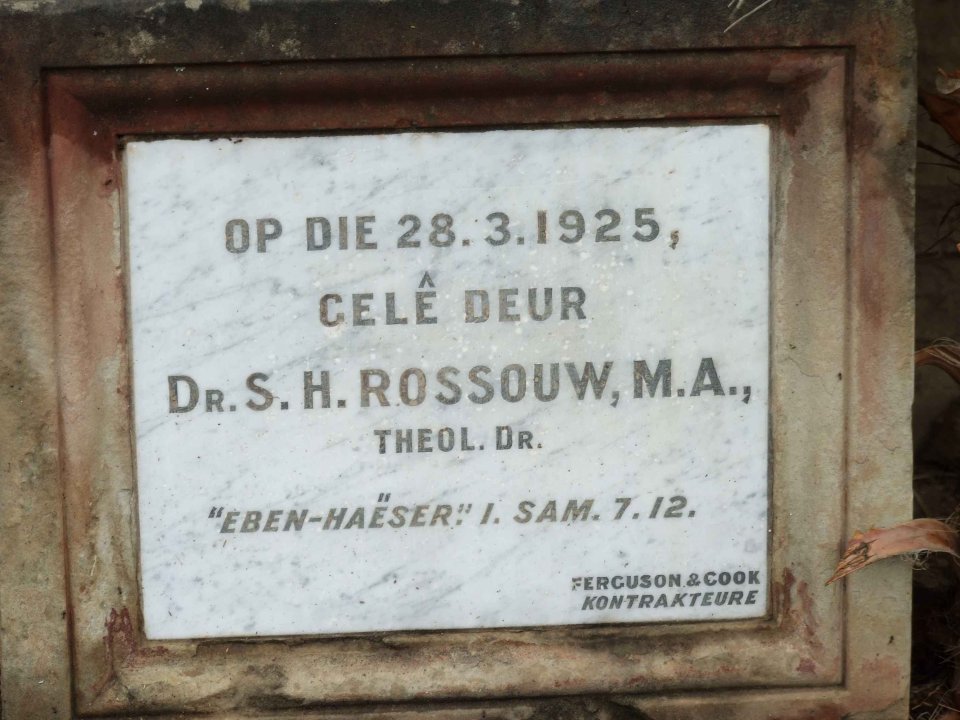 OP DIE 28.3.1925,
GELÊ DEUR
DR. S. H. ROSSOUW, M.A.,
THEOL. DR.
"EBEN-HAËSER". 1. SAM. 7.12.
FERGUSON & COOK
KONTRAKTEURE